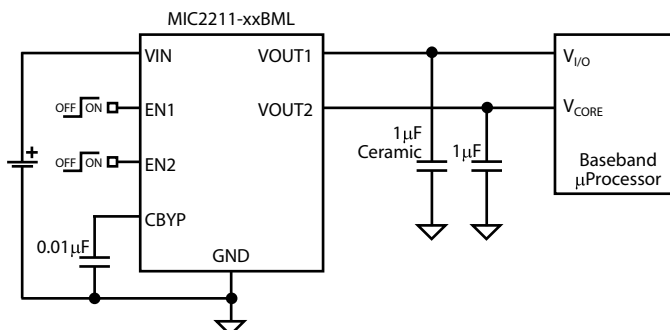 MIC2211-xxBML
VIN
VOUT1
V_I/O
OFF ON
EN1
VOUT2
V_CORE
OFF ON
EN2
1µF
Ceramic
1µF
Baseband
µProcessor
+
CBYP
0.01µF
GND